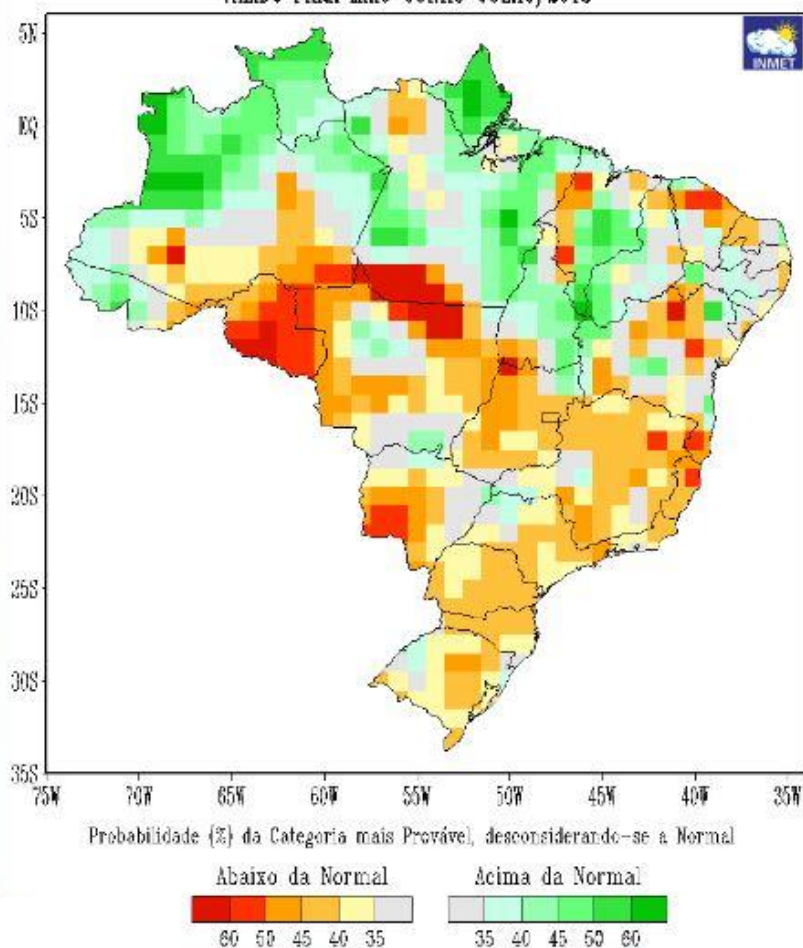 INMET
5N
EQ
5S
10S
15S
20S
25S
30S
35S
75W 70W 65W 60W 55W 50W 45W 40W 35W
Probabilidade (%) da Categoria mais Provável, desconsiderando-se a Normal
Abaixo da Normal
Acima da Normal
60 50 45 40 35
35 40 45 50 60